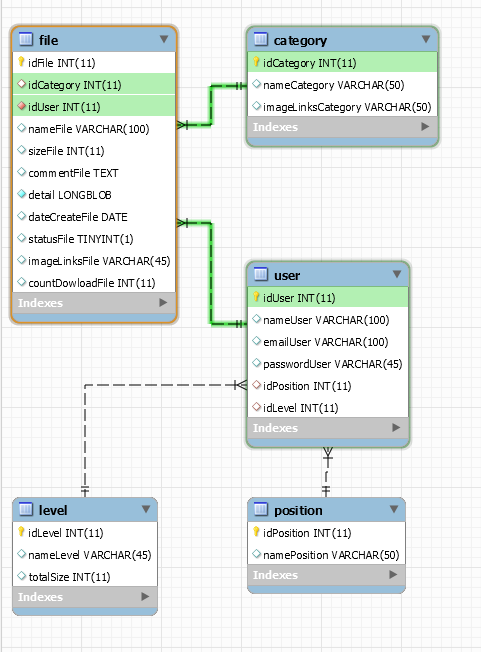 file
idFile INT(11)
idCategory INT(11)
idUser INT(11)
nameFile VARCHAR(100)
sizeFile INT(11)
commentFile TEXT
detail LONGBLOB
dateCreateFile DATE
statusFile TINYINT(1)
imageLinksFile VARCHAR(45)
countDowloadFile INT(11)
Indexes
category
idCategory INT(11)
nameCategory VARCHAR(50)
imageLinksCategory VARCHAR(50)
Indexes
user
idUser INT(11)
nameUser VARCHAR(100)
emailUser VARCHAR(100)
passwordUser VARCHAR(45)
idPosition INT(11)
idLevel INT(11)
Indexes
level
idLevel INT(11)
nameLevel VARCHAR(45)
totalSize INT(11)
Indexes
position
idPosition INT(11)
namePosition VARCHAR(50)
Indexes